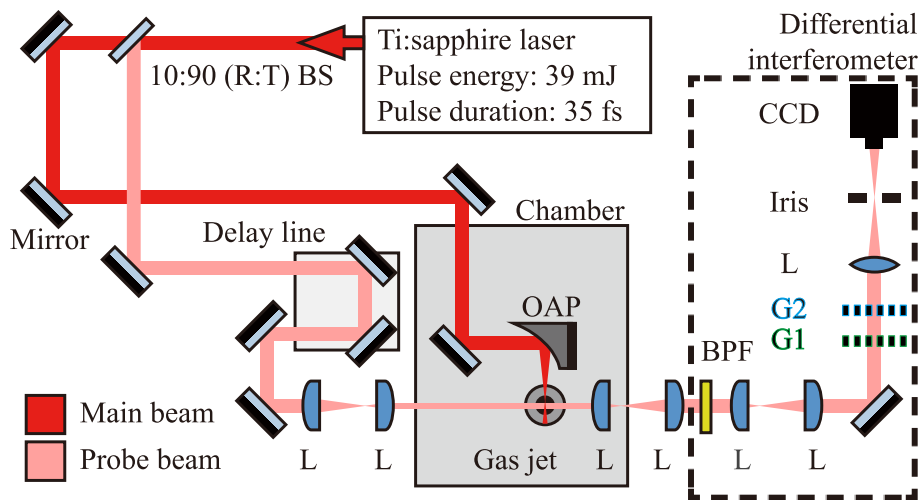 Differential
interferometer
Ti:sapphire laser
Pulse energy: 39 mJ
Pulse duration: 35 fs
10:90 (R:T) BS
CCD
Iris
Mirror
Delay line
Chamber
L
OAP
G2
G1
BPF
Main beam
Probe beam
L
L
Gas jet
L
L
L
L